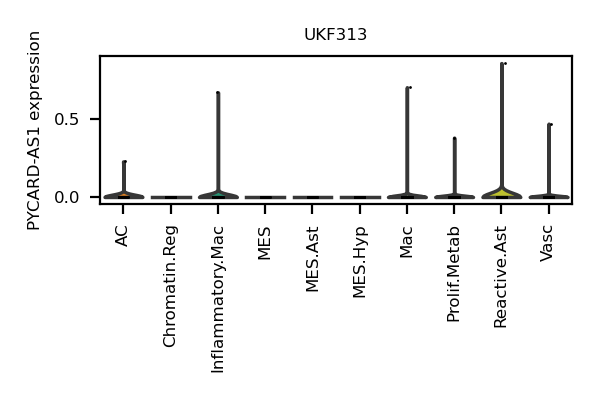 UKF313
PYCARD-AS1 expression
0.5
0.0
AC
Chromatin.Reg
Inflammatory.Mac
MES
MES.Ast
MES.Hyp
Mac
Prolif.Metab
Reactive.Ast
Vasc